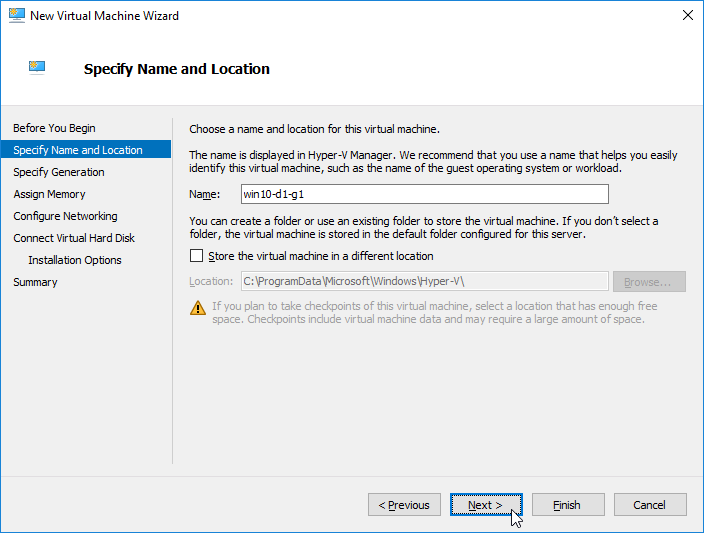 New Virtual Machine Wizard
Specify Name and Location
Before You Begin
Specify Name and Location
Specify Generation
Assign Memory
Configure Networking
Connect Virtual Hard Disk
Installation Options
Summary
Choose a name and location for this virtual machine.
The name is displayed in Hyper-V Manager. We recommend that you use a name that helps you easily
identify this virtual machine, such as the name of the guest operating system or workload.
Name: win10-d1-g1
You can create a folder or use an existing folder to store the virtual machine. If you don't select a
folder, the virtual machine is stored in the default folder configured for this server.
Store the virtual machine in a different location
Location: C:\ProgramData\Microsoft\Windows\Hyper-V\ Browse...
If you plan to take checkpoints of this virtual machine, select a location that has enough free
space. Checkpoints include virtual machine data and may require a large amount of space.
< Previous Next > Finish Cancel